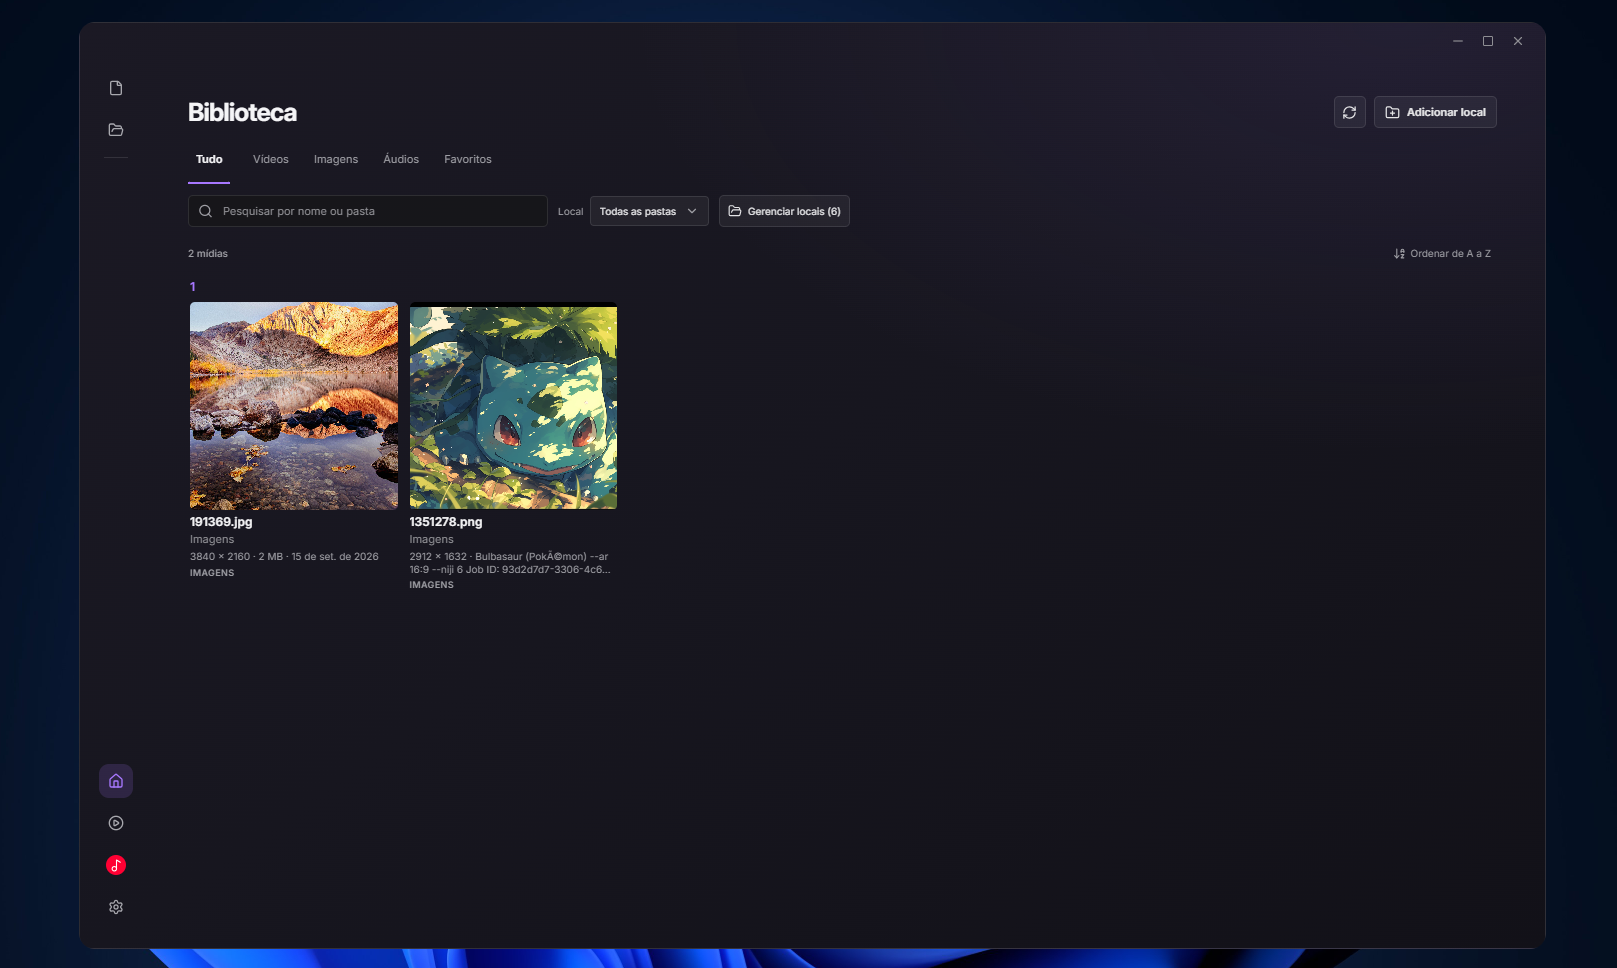 Biblioteca
Adicionar local
Tudo
Vídeos
Imagens
Áudios
Favoritos
Pesquisar por nome ou pasta
Local
Todas as pastas
Gerenciar locais (6)
2 mídias
Ordenar de A a Z
1
191369.jpg
Imagens
3840 × 2160 · 2 MB · 15 de set. de 2026
IMAGENS
1351278.png
Imagens
2912 × 1632 · Bulbasaur (PokÃ©mon) --ar
16:9 --niji 6 Job ID: 93d2d7d7-3306-4c6...
IMAGENS